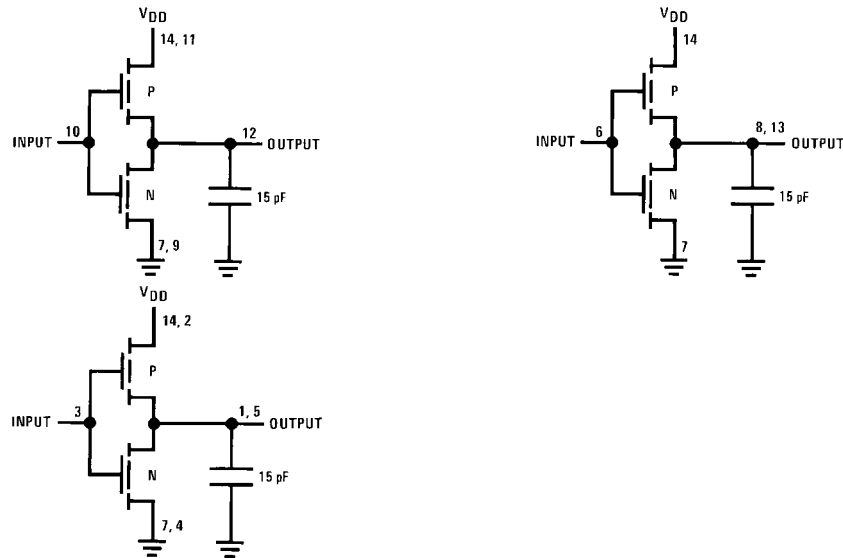 VDD
14, 11
P
INPUT 10 12 OUTPUT
N 15 pF
7, 9
VDD
14
P
INPUT 6 8, 13 OUTPUT
N 15 pF
7
VDD
14, 2
P
INPUT 3 1, 5 OUTPUT
N 15 pF
7, 4